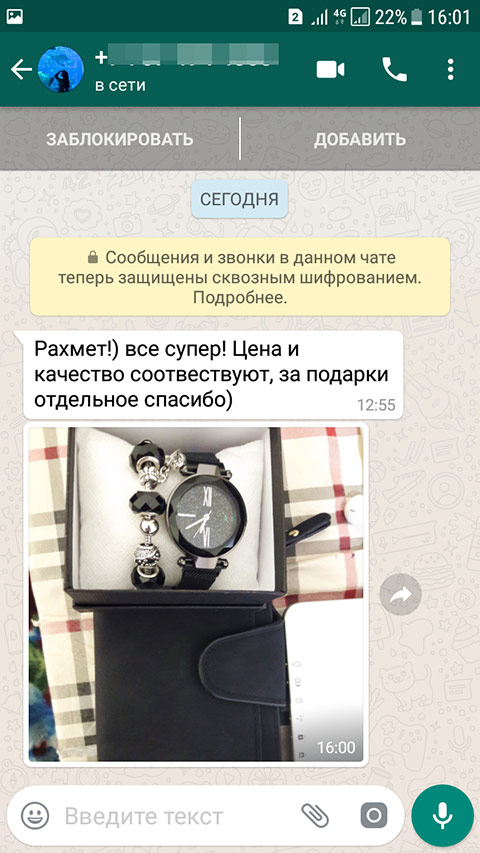 2 4G 22% 16:01
+
в сети
ЗАБЛОКИРОВАТЬ
ДОБАВИТЬ
СЕГОДНЯ
Сообщения и звонки в данном чате
теперь защищены сквозным шифрованием.
Подробнее.
Рахмет!) все супер! Цена и
качество соотвествуют, за подарки
отдельное спасибо)
12:55
XII
16:00
Введите текст